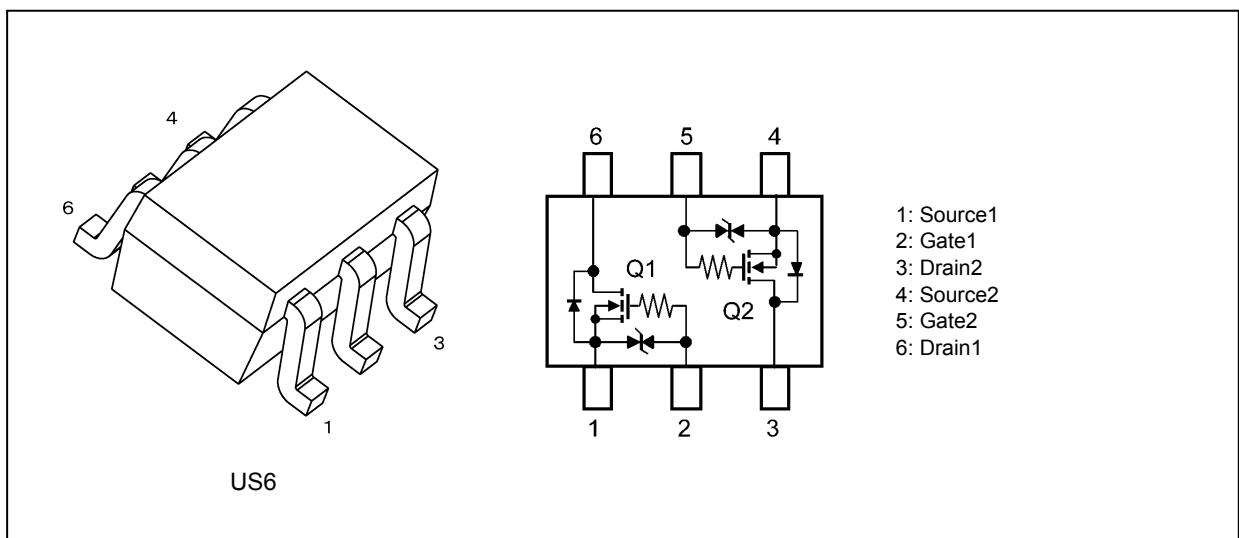 4
6
3
1
US6
6 5 4
Q1
Q2
1 2 3
1: Source1
2: Gate1
3: Drain2
4: Source2
5: Gate2
6: Drain1